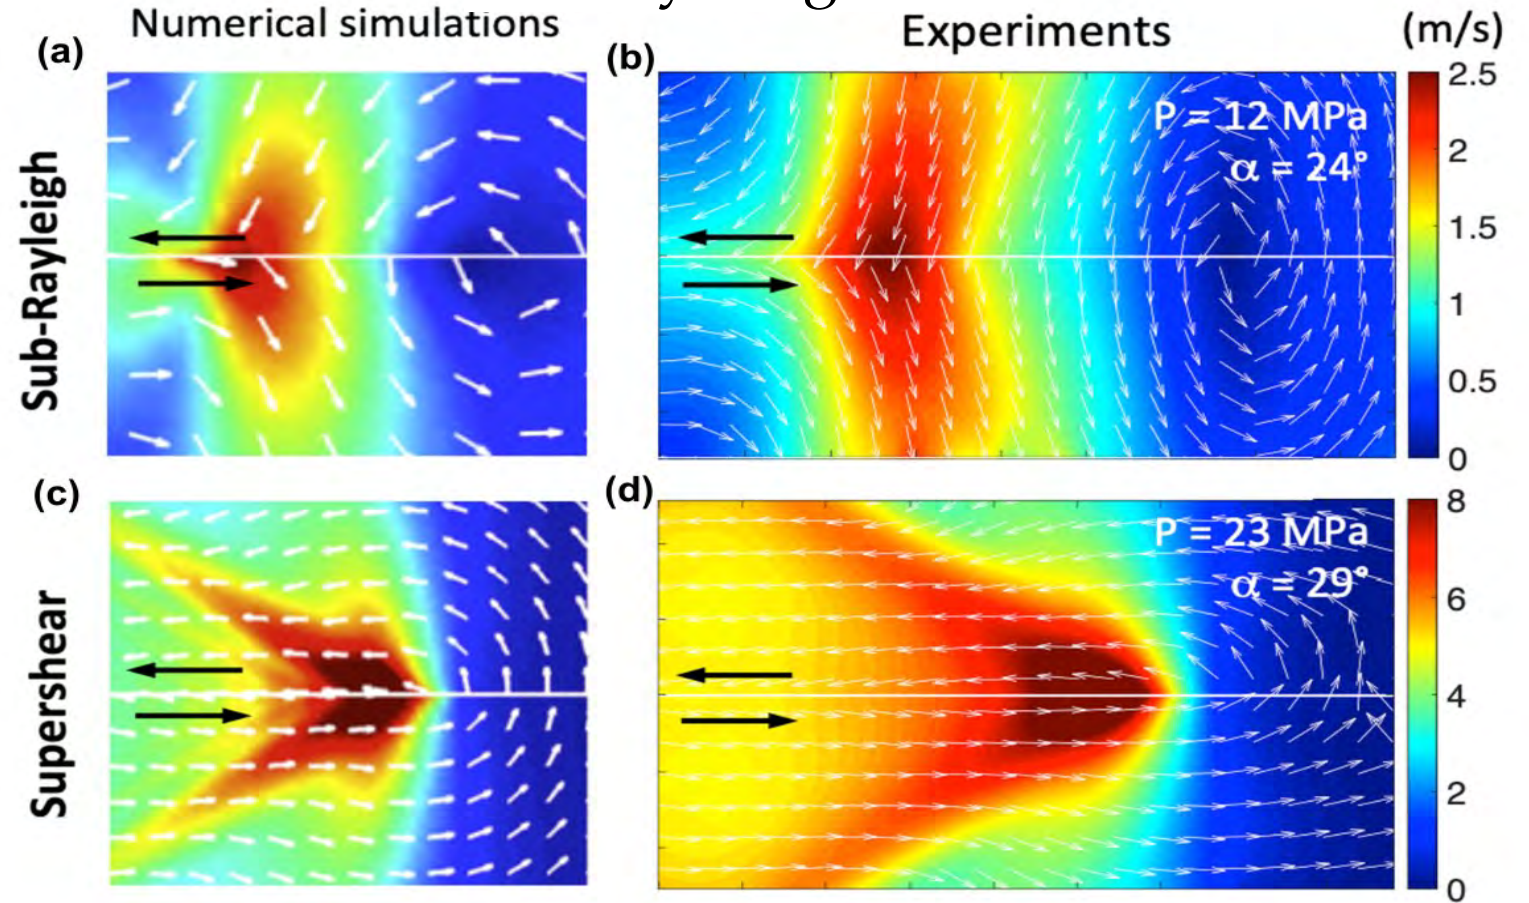 Numerical simulations
Experiments
(m/s)
(a)
(b)
Sub-Rayleigh
P = 12 MPa
α = 24°
2.5
2
1.5
1
0.5
0
(c)
(d)
Supershear
P = 23 MPa
α = 29°
8
6
4
2
0